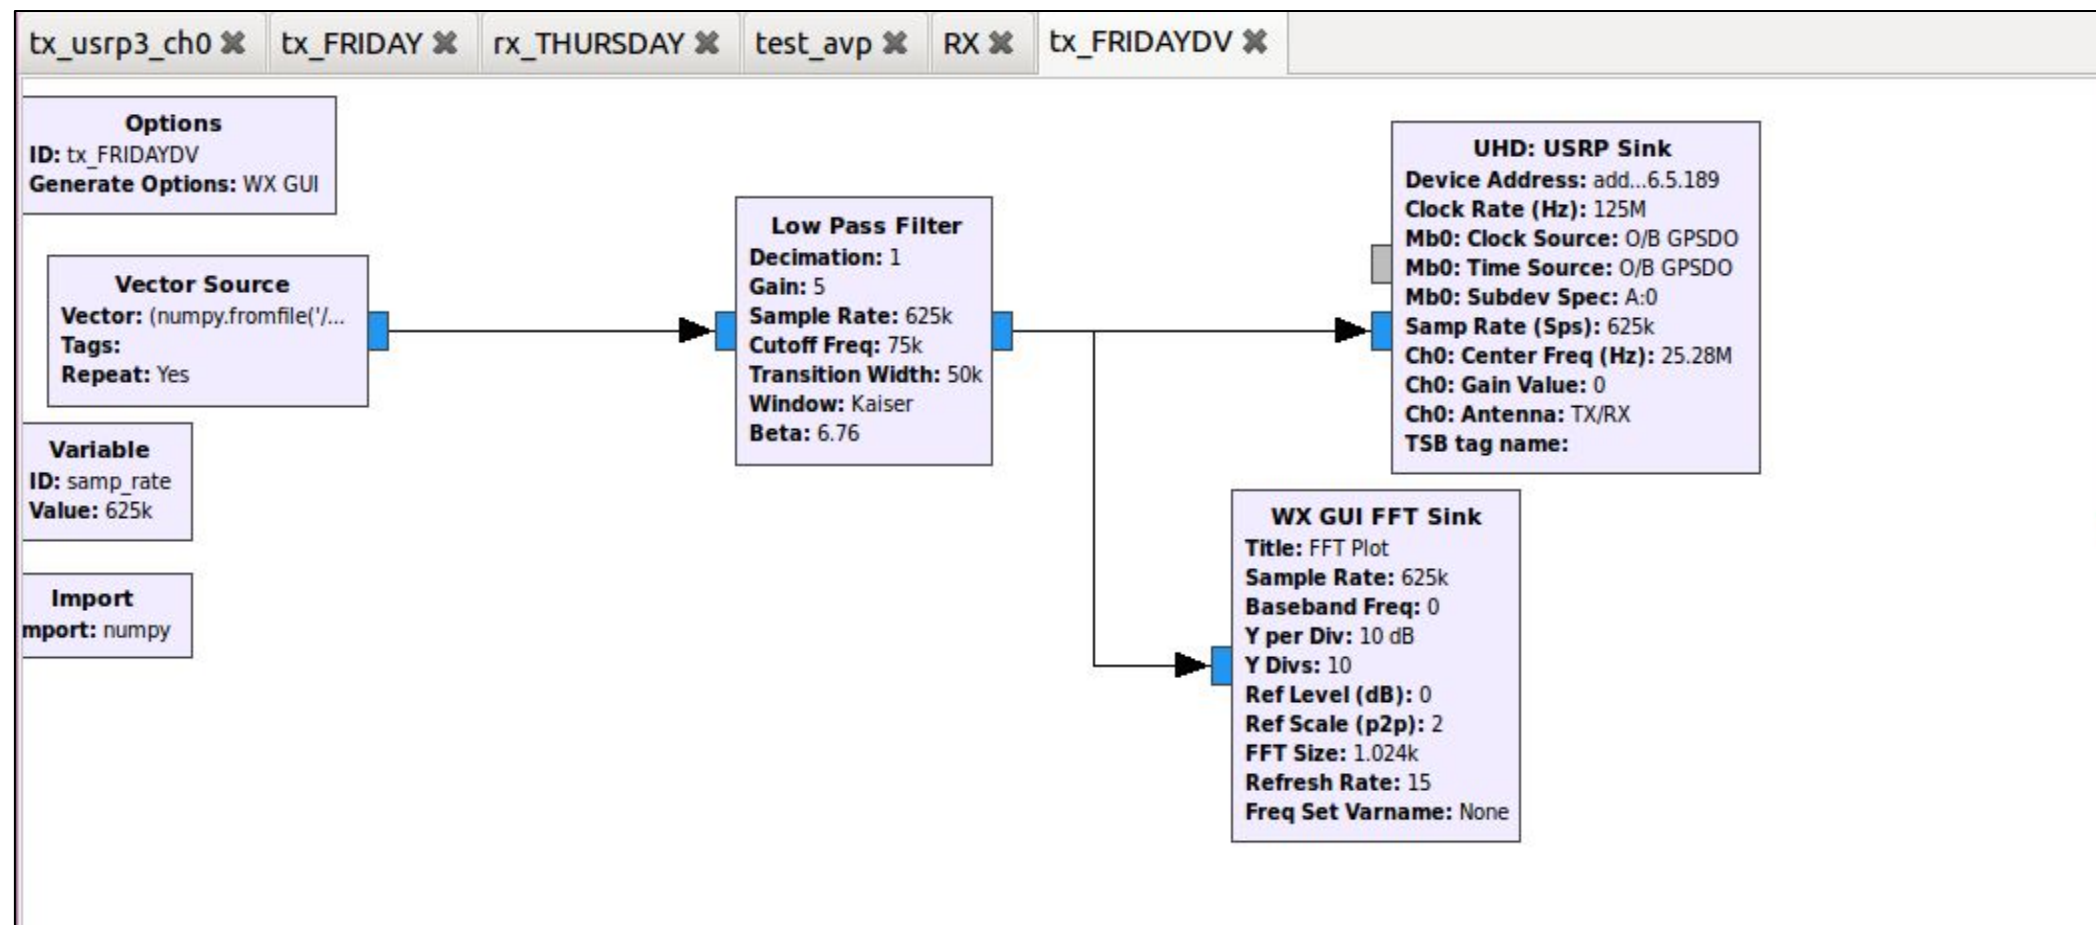 tx_usrp3_ch0 tx_FRIDAY rx_THURSDAY test_avp RX tx_FRIDAYDV
Options
ID: tx_FRIDAYDV
Generate Options: WX GUI
Vector Source
Vector: (numpy.fromfile('/...
Tags:
Repeat: Yes
Variable
ID: samp_rate
Value: 625k
Import
mport: numpy
Low Pass Filter
Decimation: 1
Gain: 5
Sample Rate: 625k
Cutoff Freq: 75k
Transition Width: 50k
Window: Kaiser
Beta: 6.76
UHD: USRP Sink
Device Address: add...6.5.189
Clock Rate (Hz): 125M
Mb0: Clock Source: O/B GPSDO
Mb0: Time Source: O/B GPSDO
Mb0: Subdev Spec: A:0
Samp Rate (Sps): 625k
Ch0: Center Freq (Hz): 25.28M
Ch0: Gain Value: 0
Ch0: Antenna: TX/RX
TSB tag name:
WX GUI FFT Sink
Title: FFT Plot
Sample Rate: 625k
Baseband Freq: 0
Y per Div: 10 dB
Y Divs: 10
Ref Level (dB): 0
Ref Scale (p2p): 2
FFT Size: 1.024k
Refresh Rate: 15
Freq Set Varname: None